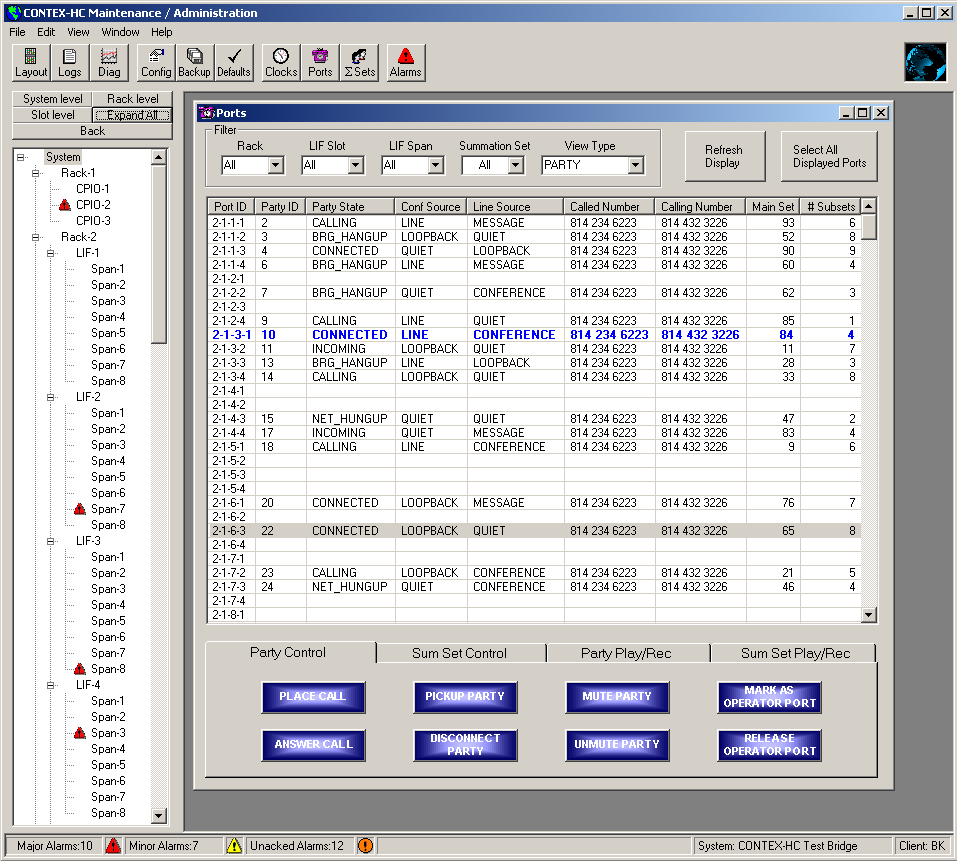 CONTEX-HC Maintenance / Administration
File Edit View Window Help
Layout Logs Diag Config Backup Defaults Clocks Ports ΣSets Alarms
System level Rack level
Slot level Expand All
Back
System
Rack-1
CPIO-1
CPIO-2
CPIO-3
Rack-2
LIF-1
Span-1
Span-2
Span-3
Span-4
Span-5
Span-6
Span-7
Span-8
LIF-2
Span-1
Span-2
Span-3
Span-4
Span-5
Span-6
Span-7
Span-8
LIF-3
Span-1
Span-2
Span-3
Span-4
Span-5
Span-6
Span-7
Span-8
LIF-4
Span-1
Span-2
Span-3
Span-4
Span-5
Span-6
Span-7
Span-8
Ports
Filter
Rack LIF Slot LIF Span Summation Set View Type
All All All All PARTY
Refresh
Display
Select All
Displayed Ports
Port ID Party ID Party State Conf Source Line Source Called Number Calling Number Main Set # Subsets
2-1-1-1 2 CALLING LINE MESSAGE 814 234 6223 814 432 3226 93 6
2-1-1-2 3 BRG_HANGUP LOOPBACK QUIET 814 234 6223 814 432 3226 52 8
2-1-1-3 4 CONNECTED QUIET LOOPBACK 814 234 6223 814 432 3226 90 9
2-1-1-4 6 BRG_HANGUP LINE MESSAGE 814 234 6223 814 432 3226 60 4
2-1-2-1
2-1-2-2 7 BRG_HANGUP QUIET CONFERENCE 814 234 6223 814 432 3226 62 3
2-1-2-3
2-1-2-4 9 CALLING LINE QUIET 814 234 6223 814 432 3226 85 1
2-1-3-1 10 CONNECTED LINE CONFERENCE 814 234 6223 814 432 3226 84 4
2-1-3-2 11 INCOMING LOOPBACK QUIET 814 234 6223 814 432 3226 11 7
2-1-3-3 13 BRG_HANGUP LINE LOOPBACK 814 234 6223 814 432 3226 28 3
2-1-3-4 14 CALLING LOOPBACK QUIET 814 234 6223 814 432 3226 33 8
2-1-4-1
2-1-4-2
2-1-4-3 15 NET_HUNGUP QUIET QUIET 814 234 6223 814 432 3226 47 2
2-1-4-4 17 INCOMING QUIET MESSAGE 814 234 6223 814 432 3226 83 4
2-1-5-1 18 CALLING LINE CONFERENCE 814 234 6223 814 432 3226 9 6
2-1-5-2
2-1-5-3
2-1-5-4
2-1-6-1 20 CONNECTED LOOPBACK MESSAGE 814 234 6223 814 432 3226 76 7
2-1-6-2
2-1-6-3 22 CONNECTED LOOPBACK QUIET 814 234 6223 814 432 3226 65 8
2-1-6-4
2-1-7-1
2-1-7-2 23 CALLING LOOPBACK CONFERENCE 814 234 6223 814 432 3226 21 5
2-1-7-3 24 NET_HUNGUP QUIET CONFERENCE 814 234 6223 814 432 3226 46 4
2-1-7-4
2-1-8-1
Party Control Sum Set Control Party Play/Rec Sum Set Play/Rec
PLACE CALL PICKUP PARTY MUTE PARTY MARK AS
OPERATOR PORT
ANSWER CALL DISCONNECT
PARTY UNMUTE PARTY RELEASE
OPERATOR PORT
Major Alarms:10 Minor Alarms:7 Unacked Alarms:12 System: CONTEX-HC Test Bridge Client: BK